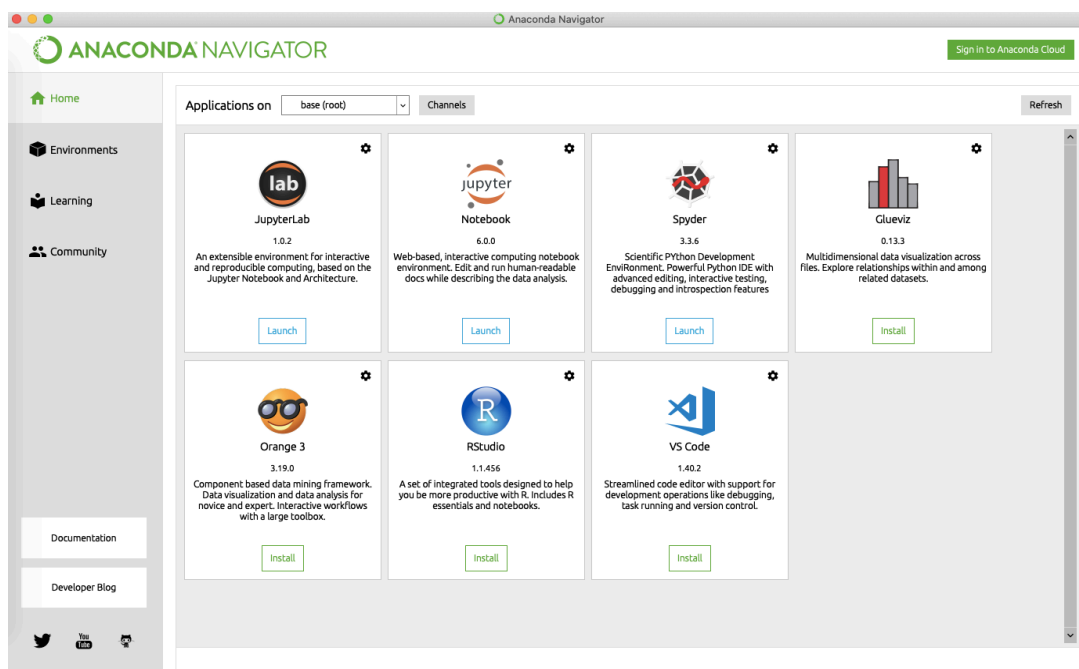 Anaconda Navigator
ANACONDA NAVIGATOR
Sign in to Anaconda Cloud
Home
Environments
Learning
Community
Documentation
Developer Blog
You
Tube
Applications on
base (root)
Channels
Refresh
lab
JupyterLab
1.0.2
An extensible environment for interactive
and reproducible computing, based on the
Jupyter Notebook and Architecture.
Launch
jupyter
Notebook
6.0.0
Web-based, interactive computing notebook
environment. Edit and run human-readable
docs while describing the data analysis.
Launch
Spyder
3.3.6
Scientific PYthon Development
EnviRonment. Powerful Python IDE with
advanced editing, interactive testing,
debugging and introspection features
Launch
Glueviz
0.13.3
Multidimensional data visualization across
files. Explore relationships within and among
related datasets.
Install
Orange 3
3.19.0
Component based data mining framework.
Data visualization and data analysis for
novice and expert. Interactive workflows
with a large toolbox.
Install
R
RStudio
1.1.456
A set of integrated tools designed to help
you be more productive with R. Includes R
essentials and notebooks.
Install
VS Code
1.40.2
Streamlined code editor with support for
development operations like debugging,
task running and version control.
Install